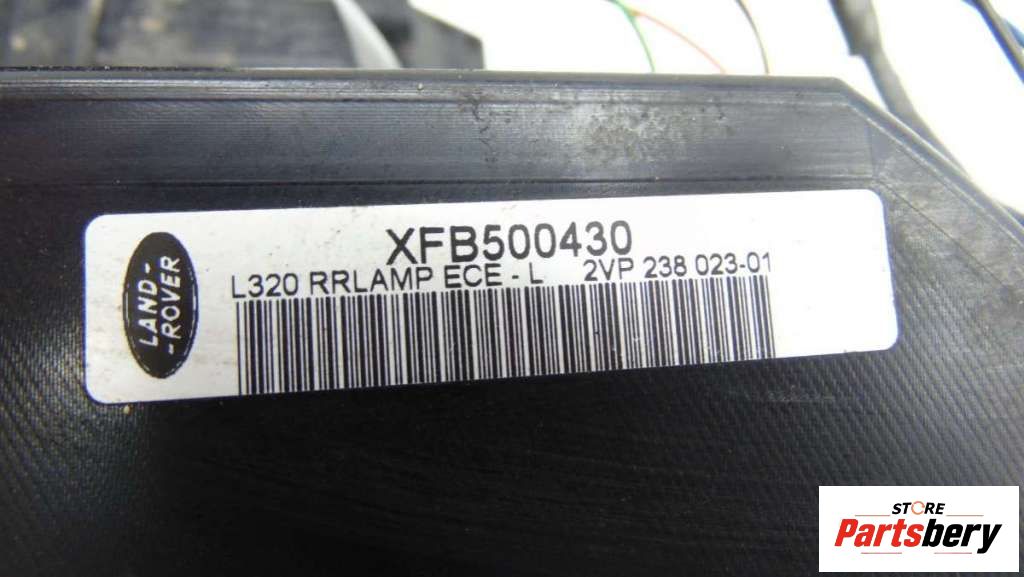 XFB500430
L320 RRLAMP ECE - L 2VP 238 023-01
LAND-
-ROVER
STORE
Partsbery